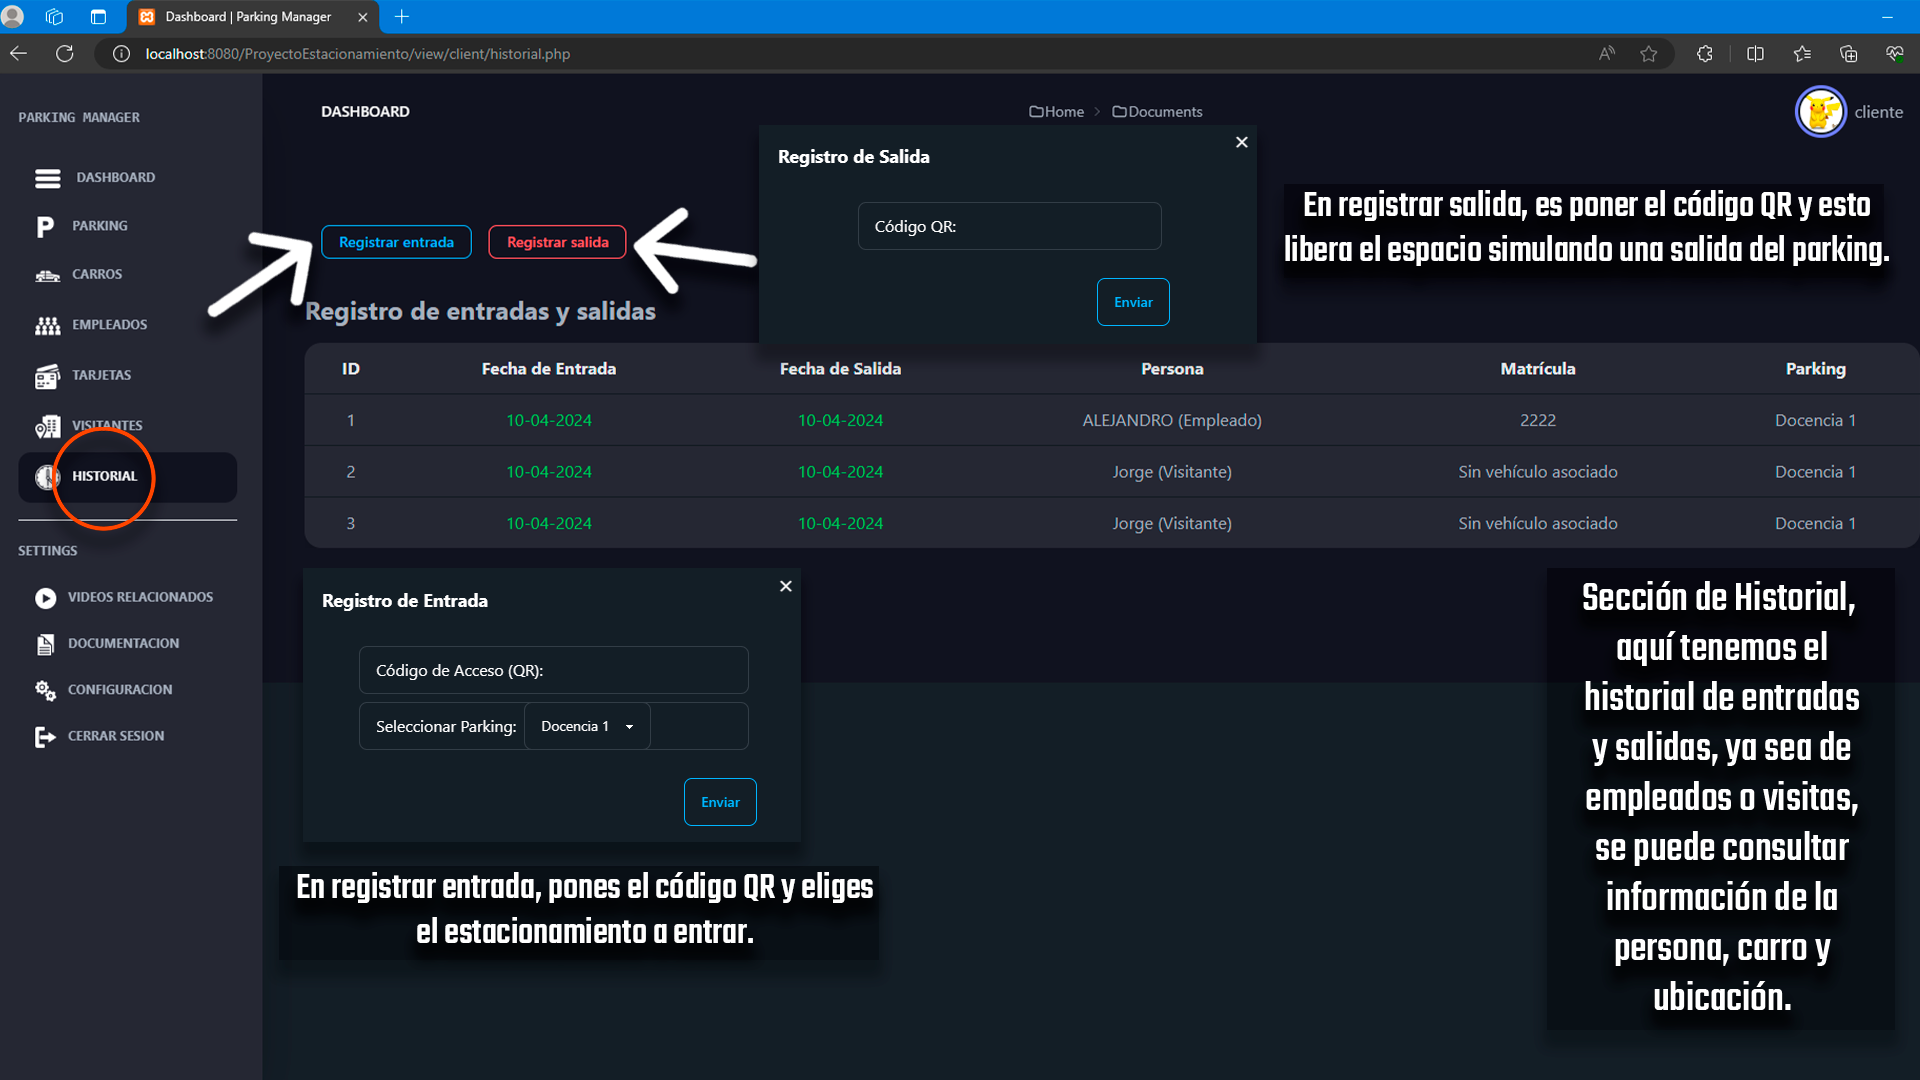 Dashboard | Parking Manager
localhost:8080/ProyectoEstacionamiento/view/client/historial.php
PARKING MANAGER
DASHBOARD
PARKING
CARROS
EMPLEADOS
TARJETAS
VISITANTES
HISTORIAL
SETTINGS
VIDEOS RELACIONADOS
DOCUMENTACION
CONFIGURACION
CERRAR SESION
DASHBOARD
Home > Documents
cliente
Registrar entrada
Registrar salida
Registro de Salida
Código QR:
Enviar
En registrar salida, es poner el código QR y esto
libera el espacio simulando una salida del parking.
Registro de entradas y salidas
ID Fecha de Entrada Fecha de Salida Persona Matrícula Parking
1 10-04-2024 10-04-2024 ALEJANDRO (Empleado) 2222 Docencia 1
2 10-04-2024 10-04-2024 Jorge (Visitante) Sin vehículo asociado Docencia 1
3 10-04-2024 10-04-2024 Jorge (Visitante) Sin vehículo asociado Docencia 1
Registro de Entrada
Código de Acceso (QR):
Seleccionar Parking: Docencia 1
Enviar
En registrar entrada, pones el código QR y eliges
el estacionamiento a entrar.
Sección de Historial,
aquí tenemos el
historial de entradas
y salidas, ya sea de
empleados o visitas,
se puede consultar
información de la
persona, carro y
ubicación.